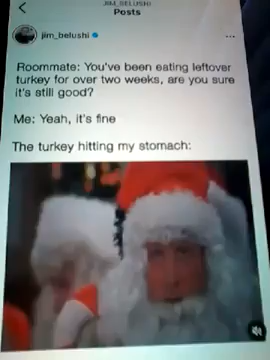 JIM_BELUSHI
Posts
jim_belushi
Roommate: You've been eating leftover
turkey for over two weeks, are you sure
it's still good?
Me: Yeah, it's fine
The turkey hitting my stomach: